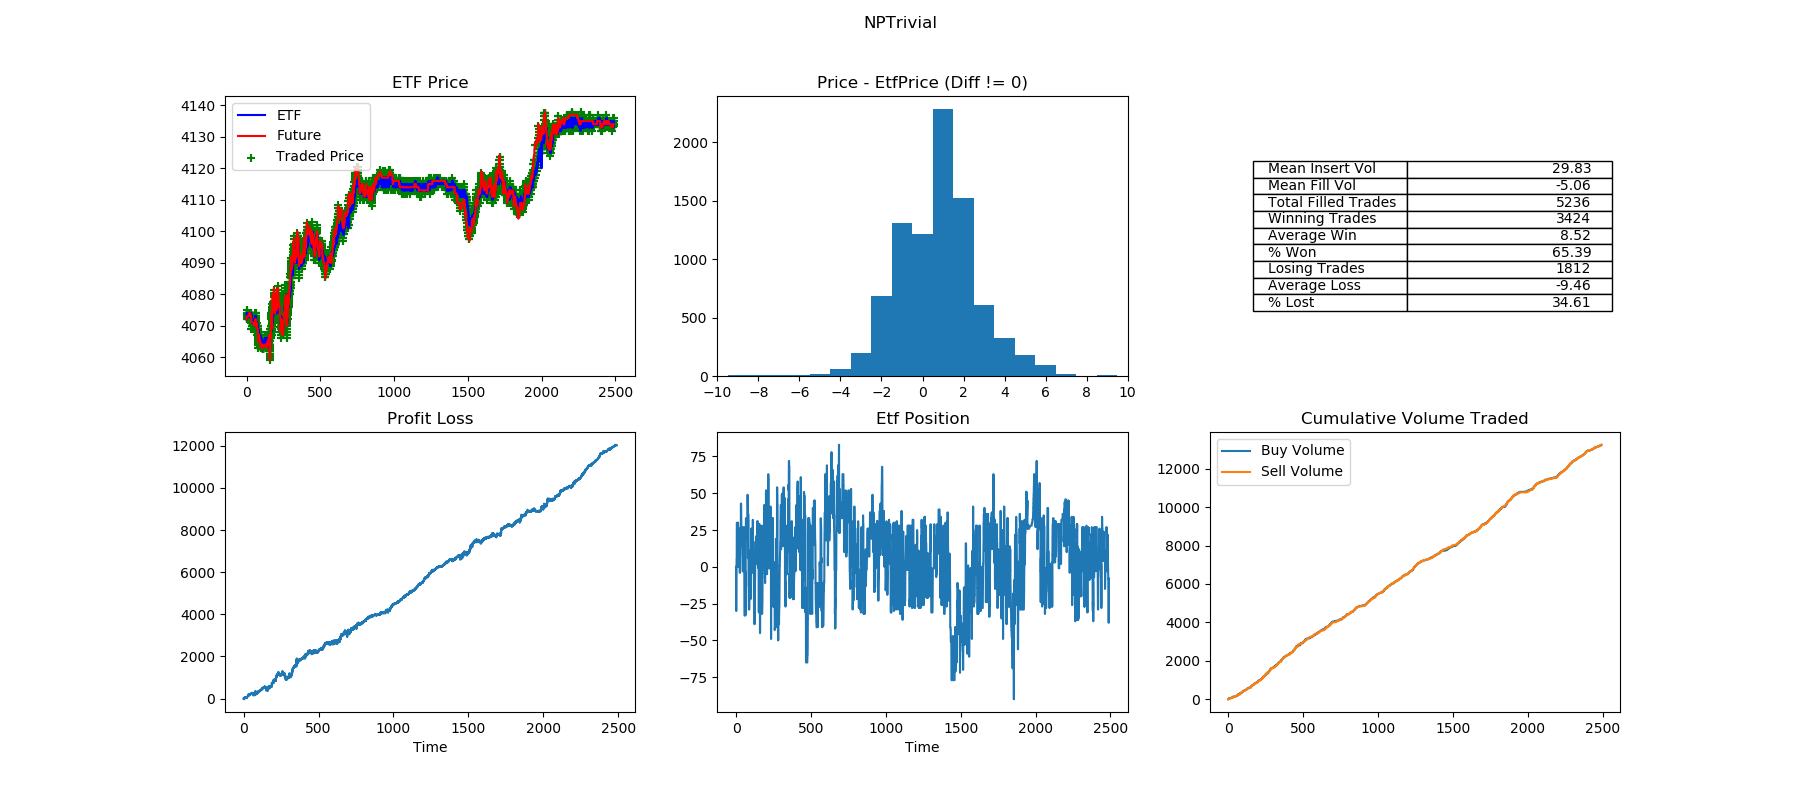 NPTrivial
ETF Price
4140
4130
4120
4110
4100
4090
4080
4070
4060
ETF
Future
Traded Price
0 500 1000 1500 2000 2500
Price - EtfPrice (Diff != 0)
2000
1500
1000
500
0
−10 −8 −6 −4 −2 0 2 4 6 8 10
Mean Insert Vol 29.83
Mean Fill Vol -5.06
Total Filled Trades 5236
Winning Trades 3424
Average Win 8.52
% Won 65.39
Losing Trades 1812
Average Loss -9.46
% Lost 34.61
Profit Loss
12000
10000
8000
6000
4000
2000
0
0 500 1000 1500 2000 2500
Time
Etf Position
75
50
25
0
−25
−50
−75
0 500 1000 1500 2000 2500
Time
Cumulative Volume Traded
Buy Volume
Sell Volume
12000
10000
8000
6000
4000
2000
0
0 500 1000 1500 2000 2500